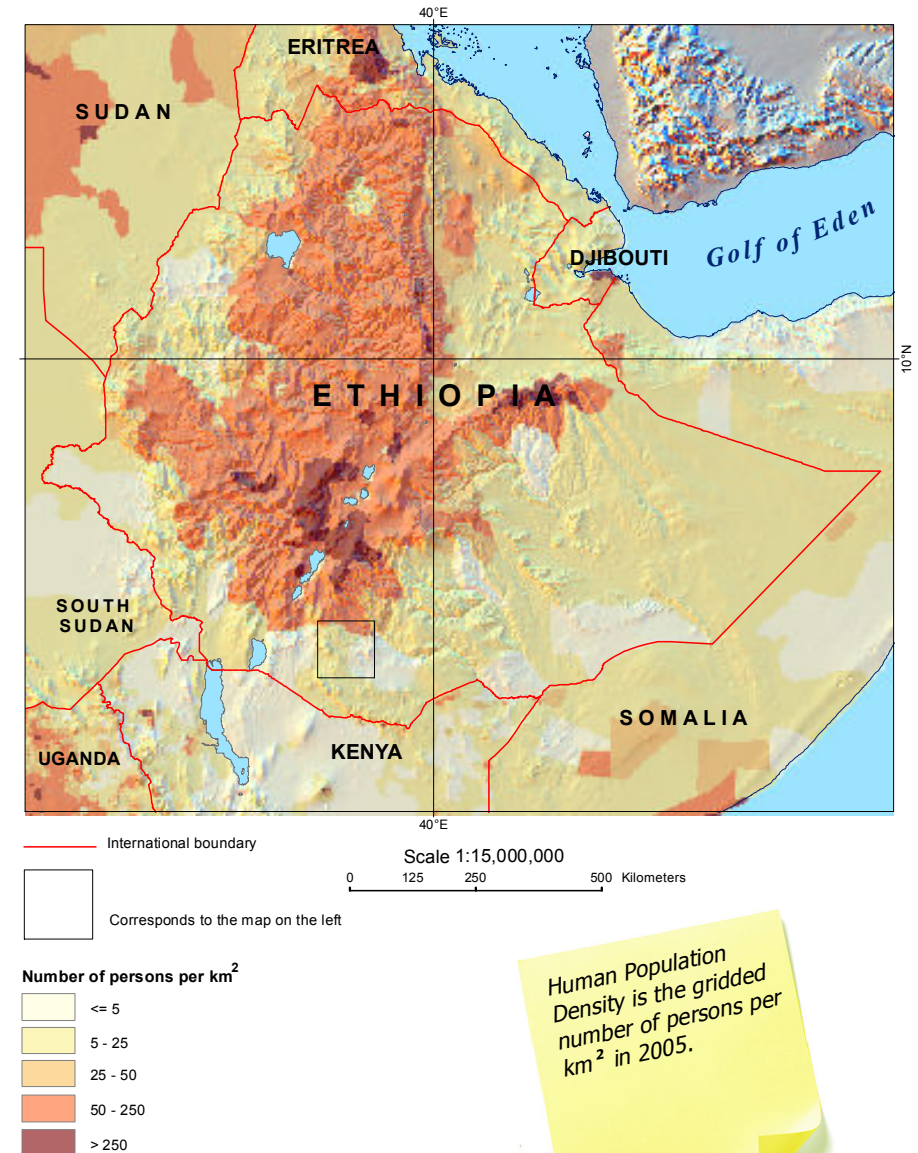 40°E
ERITREA
SUDAN
Golf of Eden
DJIBOUTI
10°N
ETHIOPIA
SOUTH
SUDAN
SOMALIA
UGANDA
KENYA
40°E
International boundary
Scale 1:15,000,000
0 125 250 500 Kilometers
Corresponds to the map on the left
Number of persons per km²
<= 5
5 - 25
25 - 50
50 - 250
> 250
Human Population
Density is the gridded
number of persons per
km² in 2005.